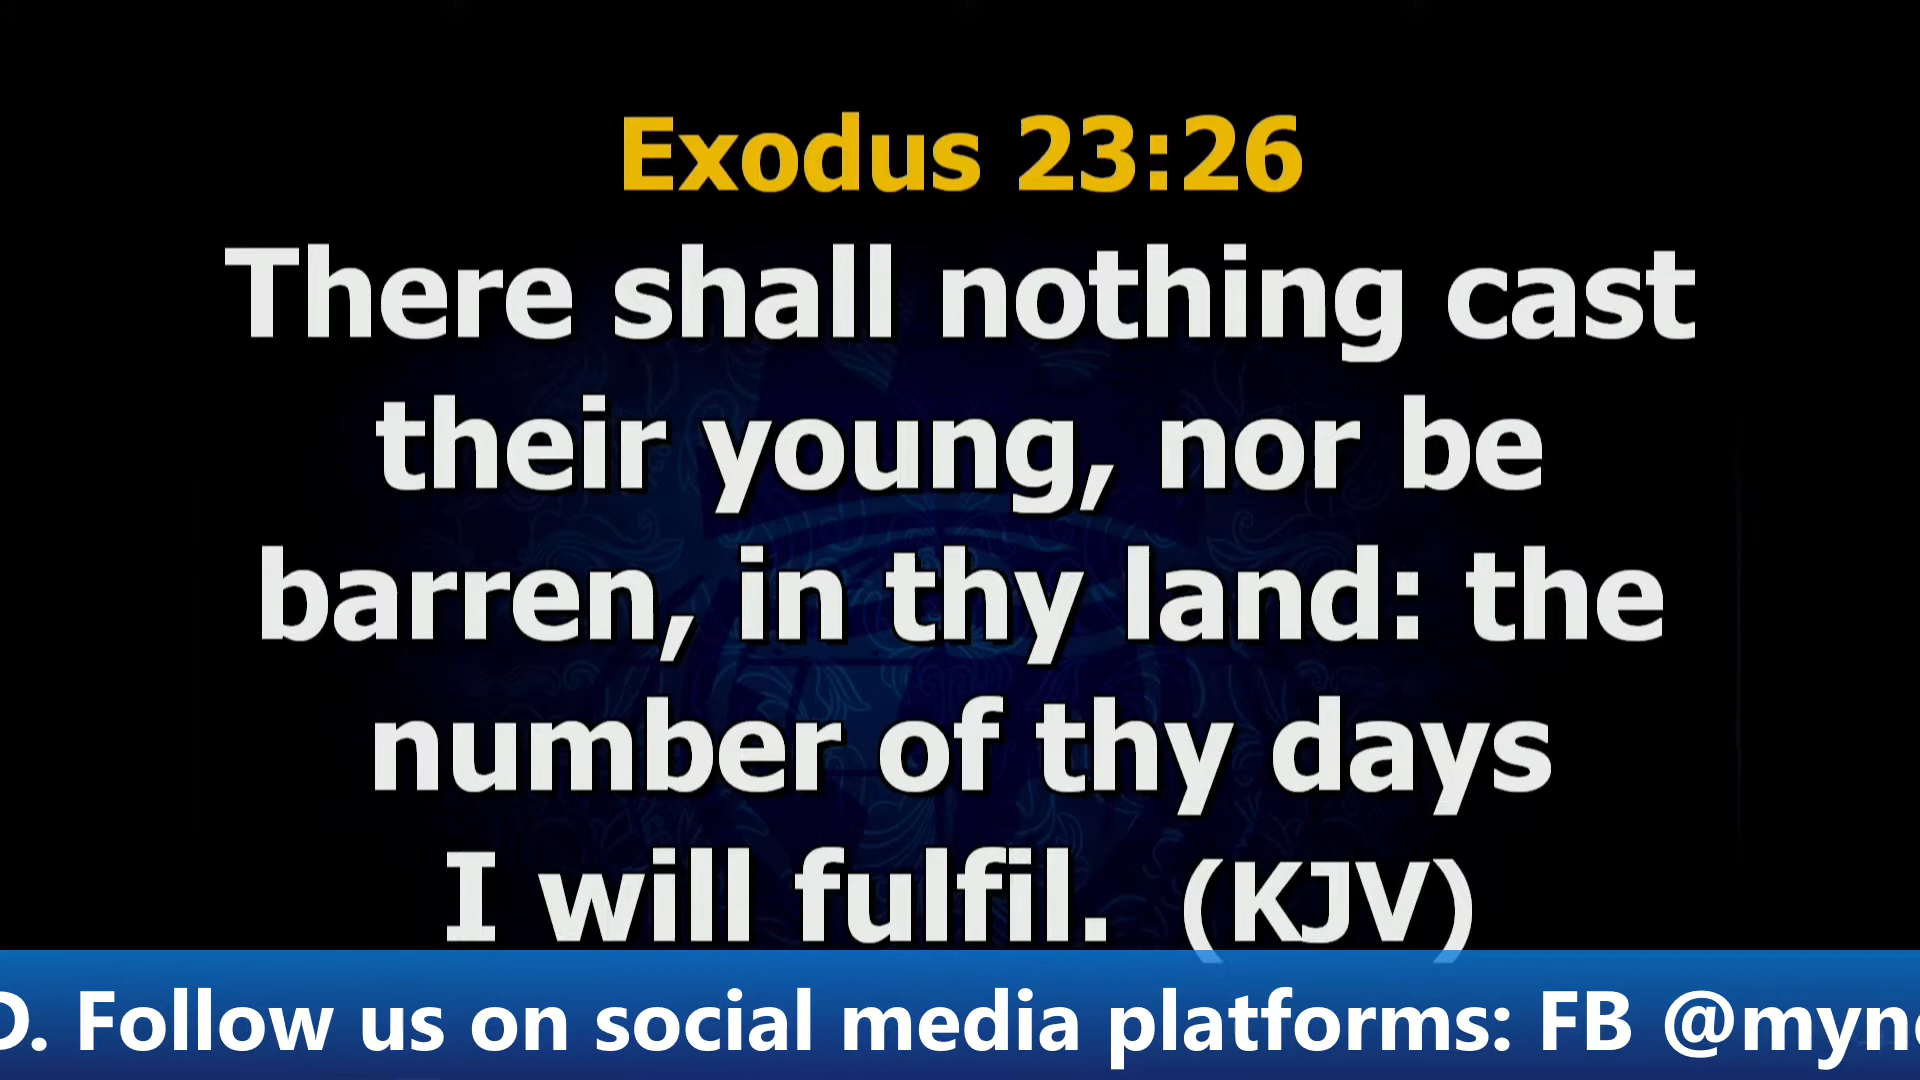 Exodus 23:26
There shall nothing cast
their young, nor be
barren, in thy land: the
number of thy days
I will fulfil. (KJV)
. Follow us on social media platforms: FB